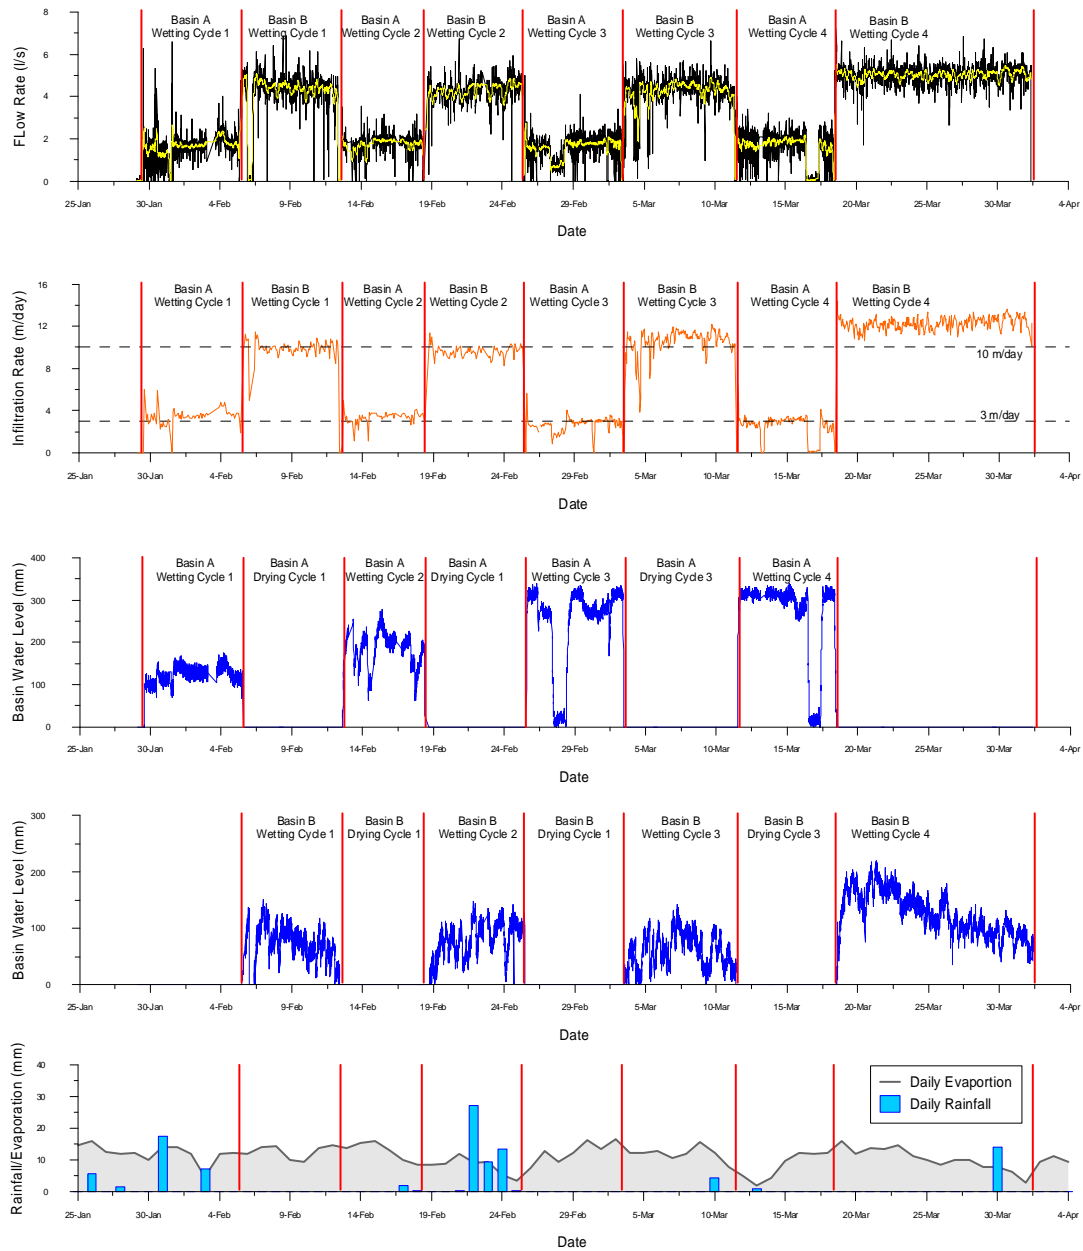 8
6
4
2
0
FLow Rate (l/s)
Basin A Basin B Basin A Basin B Basin A Basin B Basin A Basin B
Wetting Cycle 1 Wetting Cycle 1 Wetting Cycle 2 Wetting Cycle 2 Wetting Cycle 3 Wetting Cycle 3 Wetting Cycle 4 Wetting Cycle 4
25-Jan 30-Jan 4-Feb 9-Feb 14-Feb 19-Feb 24-Feb 29-Feb 5-Mar 10-Mar 15-Mar 20-Mar 25-Mar 30-Mar 4-Apr
Date
16
12
8
4
0
Infiltration Rate (m/day)
Basin A Basin B Basin A Basin B Basin A Basin B Basin A Basin B
Wetting Cycle 1 Wetting Cycle 1 Wetting Cycle 2 Wetting Cycle 2 Wetting Cycle 3 Wetting Cycle 3 Wetting Cycle 4 Wetting Cycle 4
10 m/day
3 m/day
25-Jan 30-Jan 4-Feb 9-Feb 14-Feb 19-Feb 24-Feb 29-Feb 5-Mar 10-Mar 15-Mar 20-Mar 25-Mar 30-Mar 4-Apr
Date
400
300
200
100
0
Basin Water Level (mm)
Basin A Basin A Basin A Basin A Basin A Basin A Basin A
Wetting Cycle 1 Drying Cycle 1 Wetting Cycle 2 Drying Cycle 1 Wetting Cycle 3 Drying Cycle 3 Wetting Cycle 4
25-Jan 30-Jan 4-Feb 9-Feb 14-Feb 19-Feb 24-Feb 29-Feb 5-Mar 10-Mar 15-Mar 20-Mar 25-Mar 30-Mar 4-Apr
Date
300
200
100
0
Basin Water Level (mm)
Basin B Basin B Basin B Basin B Basin B Basin B Basin B
Wetting Cycle 1 Drying Cycle 1 Wetting Cycle 2 Drying Cycle 1 Wetting Cycle 3 Drying Cycle 3 Wetting Cycle 4
25-Jan 30-Jan 4-Feb 9-Feb 14-Feb 19-Feb 24-Feb 29-Feb 5-Mar 10-Mar 15-Mar 20-Mar 25-Mar 30-Mar 4-Apr
Date
40
30
20
10
0
Rainfall/Evaporation (mm)
Daily Evaportion
Daily Rainfall
25-Jan 30-Jan 4-Feb 9-Feb 14-Feb 19-Feb 24-Feb 29-Feb 5-Mar 10-Mar 15-Mar 20-Mar 25-Mar 30-Mar 4-Apr
Date